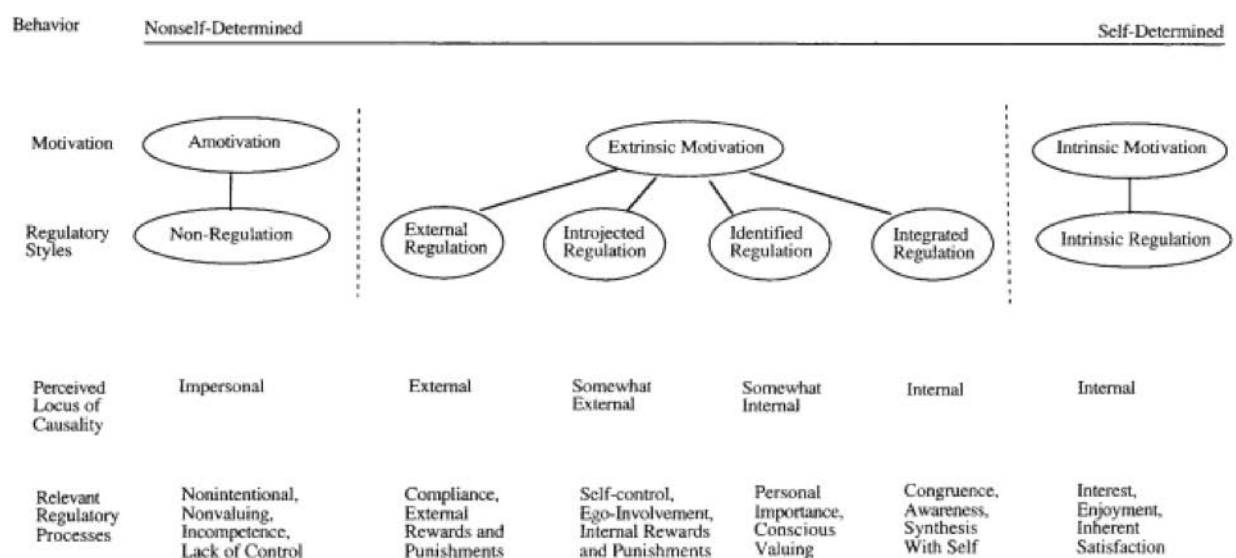 Behavior Nonself-Determined Self-Determined
Motivation Amotivation Extrinsic Motivation Intrinsic Motivation
Regulatory
Styles
Non-Regulation
External
Regulation
Introjected
Regulation
Identified
Regulation
Integrated
Regulation
Intrinsic Regulation
Perceived
Locus of
Causality
Impersonal
External
Somewhat
External
Somewhat
Internal
Internal
Internal
Relevant
Regulatory
Processes
Nonintentional,
Nonvaluing,
Incompetence,
Lack of Control
Compliance,
External
Rewards and
Punishments
Self-control,
Ego-Involvement,
Internal Rewards
and Punishments
Personal
Importance,
Conscious
Valuing
Congruence,
Awareness,
Synthesis
With Self
Interest,
Enjoyment,
Inherent
Satisfaction